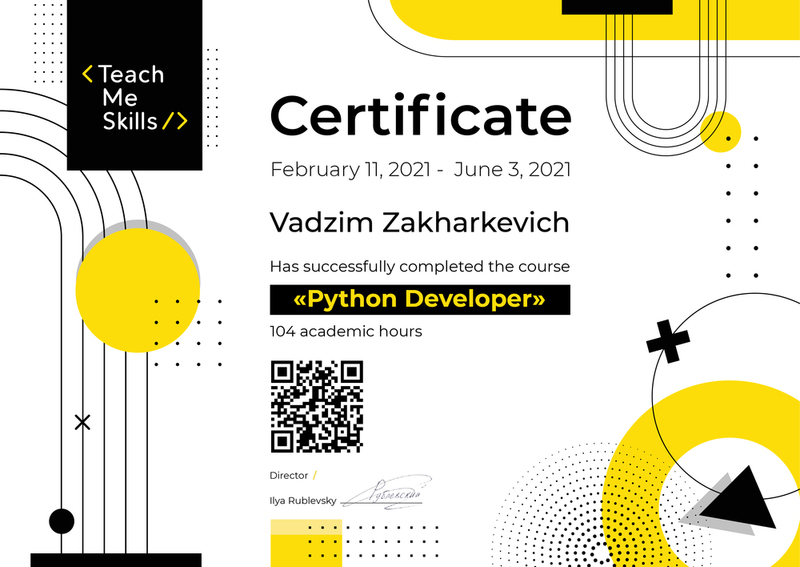 <Teach
Me
Skills/>
Certificate
February 11, 2021 - June 3, 2021
Vadzim Zakharkevich
Has successfully completed the course
«Python Developer»
104 academic hours
Director /
Ilya Rublevsky
Рублевский